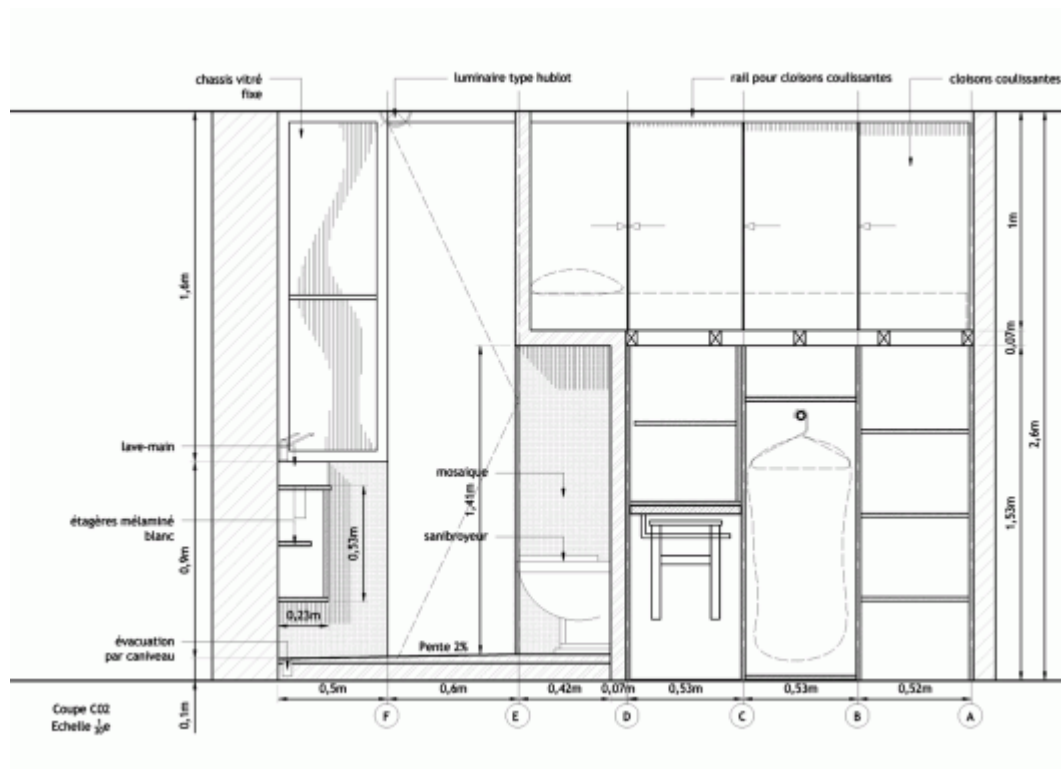 chassis vitré
fixe
luminaire type hublot
rail pour cloisons coulissantes
cloisons coulissantes
1,6m
1m
0,07m
2,6m
lave-main
mosaïque
1,41m
1,53m
étagères mélaminé
blanc
sanibroyeur
0,9m
0,53m
0,23m
évacuation
par caniveau
Pente 2%
0,5m
0,6m
0,42m
0,07m
0,53m
0,53m
0,52m
0,1m
Coupe C02
Echelle
F
E
D
C
B
A